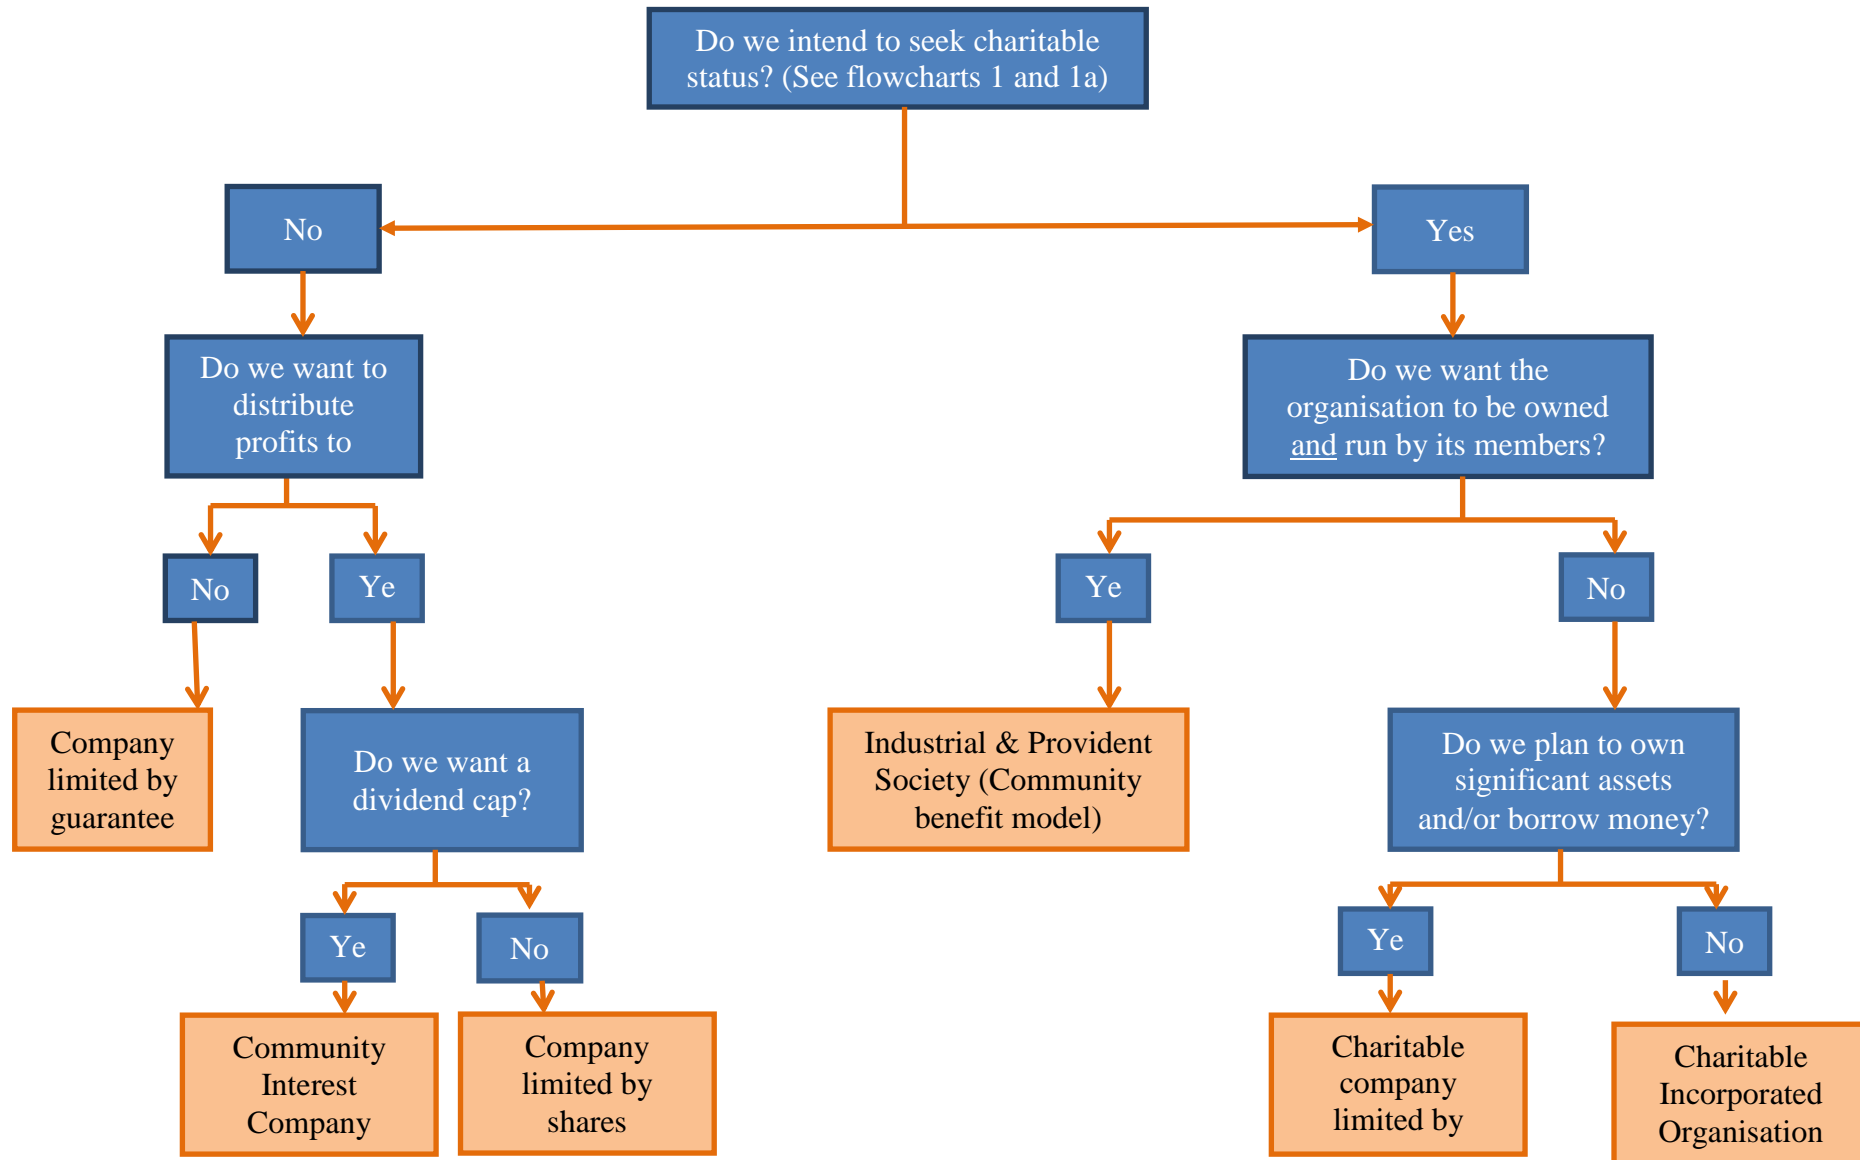 Do we intend to seek charitable
status? (See flowcharts 1 and 1a)
No
Yes
Do we want to
distribute
profits to
Do we want the
organisation to be owned
and run by its members?
No
Ye
Ye
No
Company
limited by
guarantee
Do we want a
dividend cap?
Industrial & Provident
Society (Community
benefit model)
Do we plan to own
significant assets
and/or borrow money?
Ye
No
Ye
No
Community
Interest
Company
Company
limited by
shares
Charitable
company
limited by
Charitable
Incorporated
Organisation